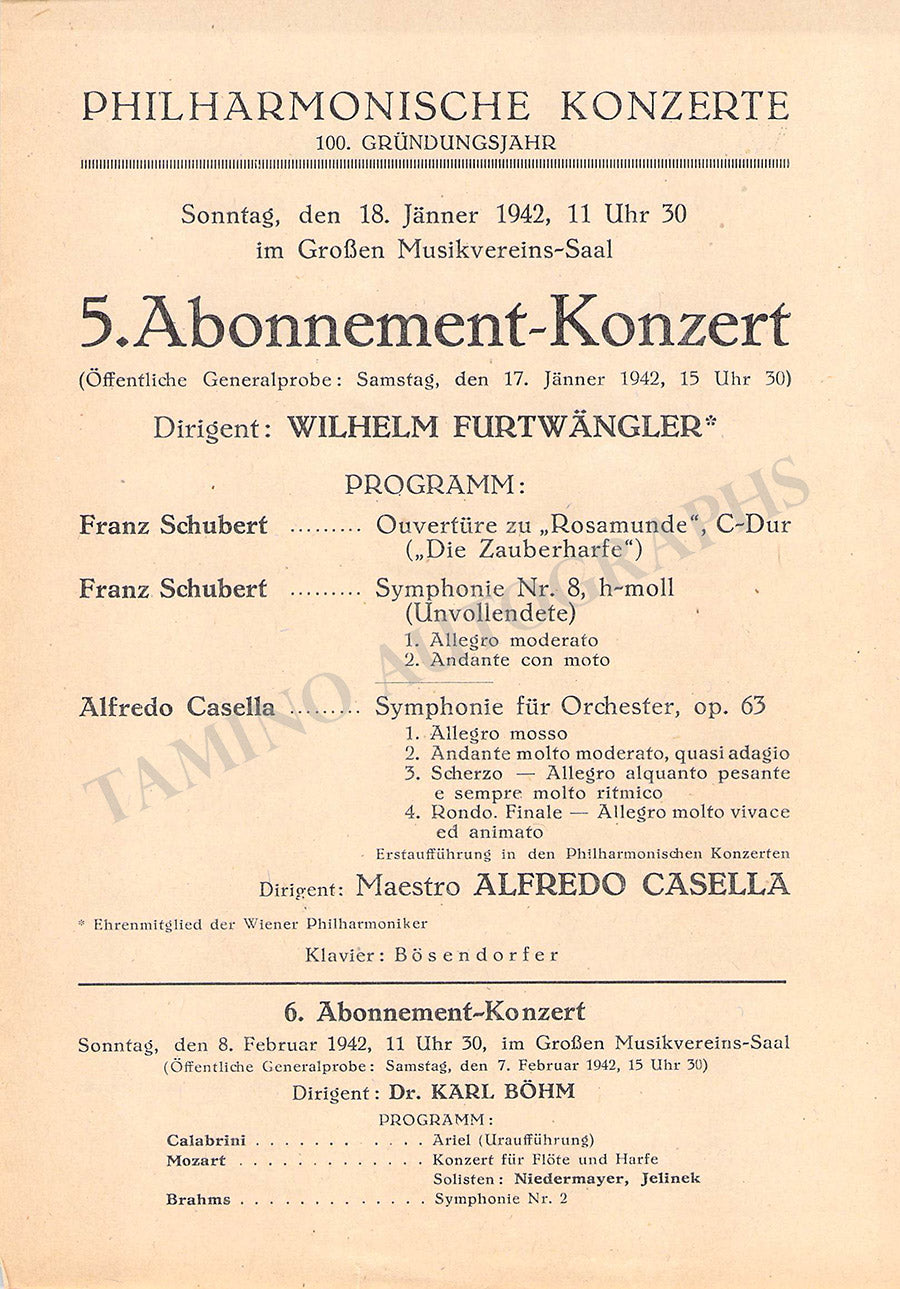 PHILHARMONISCHE KONZERTE
100. GRÜNDUNGSJAHR
Sonntag, den 18. Jänner 1942, 11 Uhr 30
im Großen Musikvereins-Saal
5. Abonnement-Konzert
(Öffentliche Generalprobe: Samstag, den 17. Jänner 1942, 15 Uhr 30)
Dirigent: WILHELM FURTWÄNGLER*
PROGRAMM:
Franz Schubert ......... Ouvertüre zu „Rosamunde“, C-Dur
(„Die Zauberharfe“)
Franz Schubert ......... Symphonie Nr. 8, h-moll
(Unvollendete)
1. Allegro moderato
2. Andante con moto
Alfredo Casella ......... Symphonie für Orchester, op. 63
1. Allegro mosso
2. Andante molto moderato, quasi adagio
3. Scherzo — Allegro alquanto pesante
e sempre molto ritmico
4. Rondo. Finale — Allegro molto vivace
ed animato
Erstaufführung in den Philharmonischen Konzerten
Dirigent: Maestro ALFREDO CASELLA
* Ehrenmitglied der Wiener Philharmoniker
Klavier: Bösendorfer
6. Abonnement-Konzert
Sonntag, den 8. Februar 1942, 11 Uhr 30, im Großen Musikvereins-Saal
(Öffentliche Generalprobe: Samstag, den 7. Februar 1942, 15 Uhr 30)
Dirigent: Dr. KARL BÖHM
PROGRAMM:
Calabrini . . . . . . . . . . . . Ariel (Uraufführung)
Mozart . . . . . . . . . . . . . Konzert für Flöte und Harfe
Solisten: Niedermayer, Jelinek
Brahms . . . . . . . . . . . . . Symphonie Nr. 2
TAMINO AUTOGRAPHS